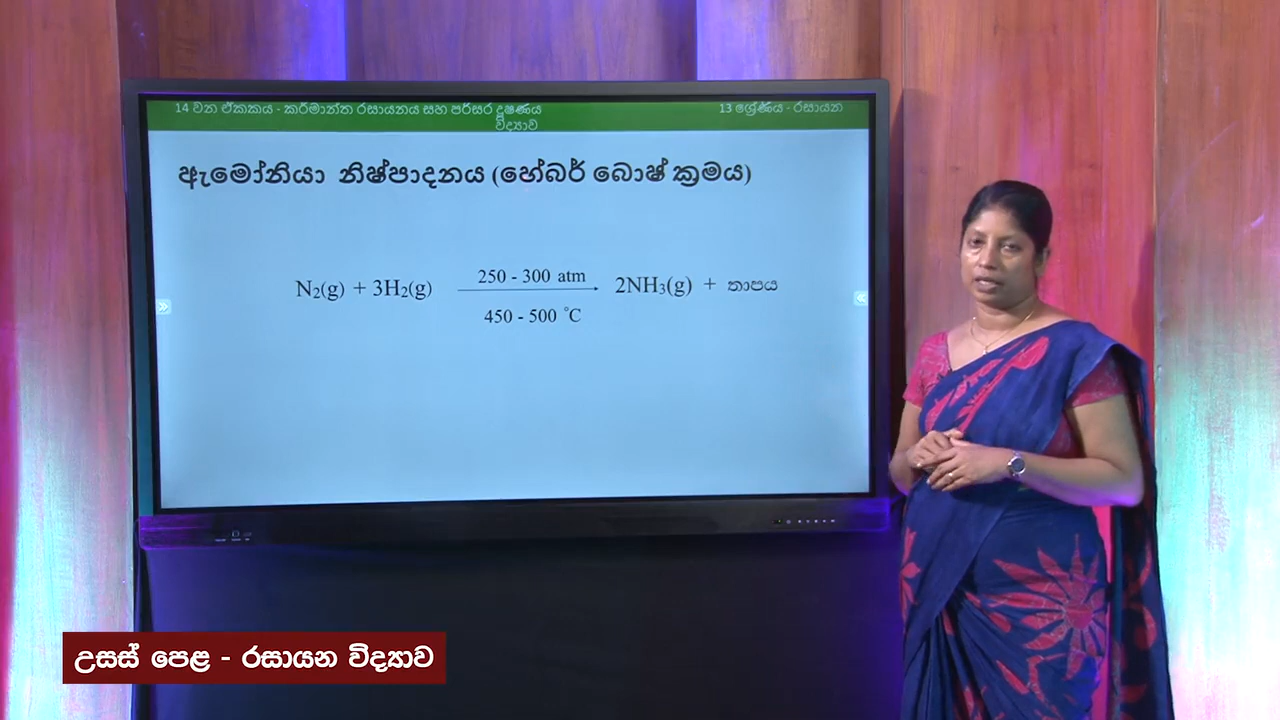 14 වන ඒකකය - කර්මාන්ත රසායනය සහ පරිසර දූෂණය
විද්‍යාව
13 ශ්‍රේණිය - රසායන
ඇමෝනියා නිෂ්පාදනය (හේබර් බොෂ් ක්‍රමය)
250 - 300 atm
N₂(g) + 3H₂(g) ⟶ 2NH₃(g) + තාපය
450 - 500 °C
උසස් පෙළ - රසායන විද්‍යාව